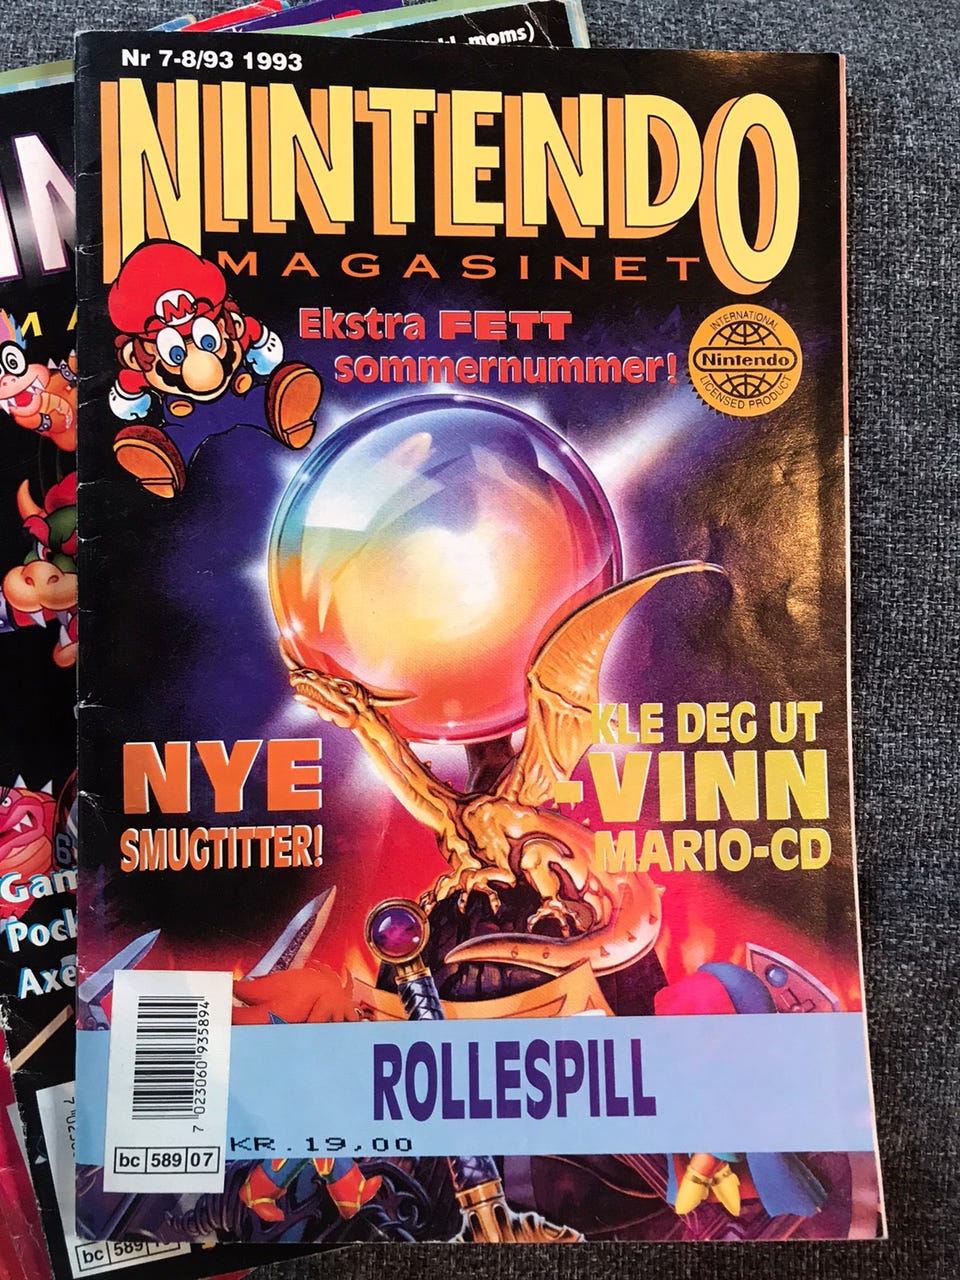 moms)
Nr 7-8/93 1993
NINTENDO
MAGASINET
M
Ekstra FETT
sommernummer!
INTERNATIONAL
Nintendo
LICENSED PRODUCT
KLE DEG UT
-VINN
MARIO-CD
NYE
SMUGTITTER!
Gam
Pock
Axe
ROLLESPILL
KR.19,00
7 023060 935894
bc 589 07
bc 589